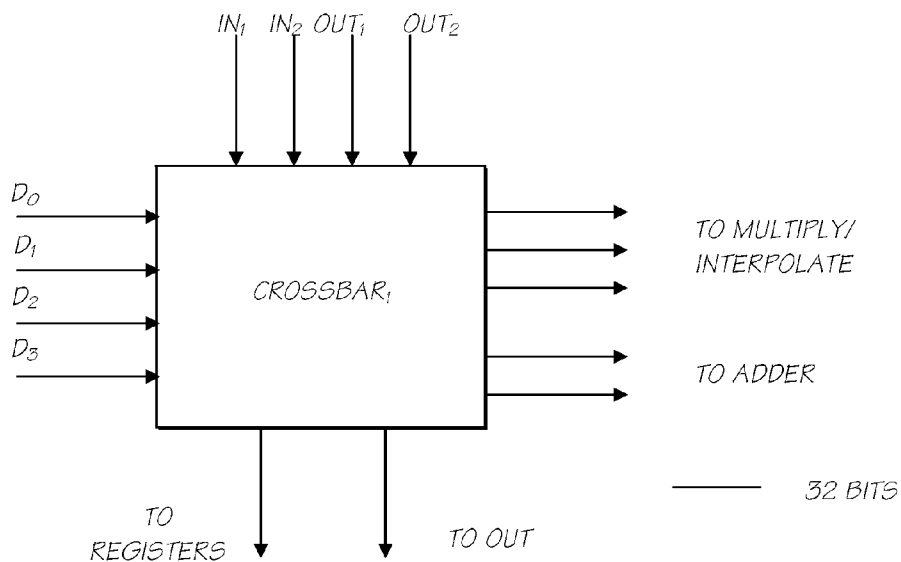 IN₁ IN₂ OUT₁ OUT₂
D₀
D₁
D₂
D₃
CROSSBAR₁
TO MULTIPLY/
INTERPOLATE
TO ADDER
32 BITS
TO
REGISTERS
TO OUT